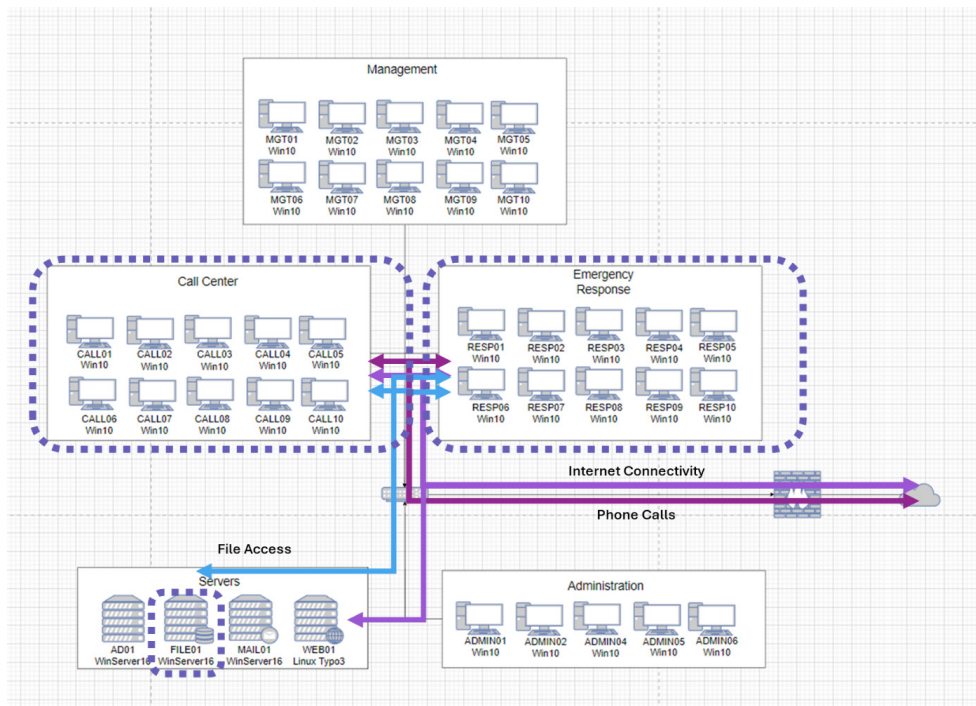 Management
MGT01 MGT02 MGT03 MGT04 MGT05
Win10 Win10 Win10 Win10 Win10
MGT06 MGT07 MGT08 MGT09 MGT10
Win10 Win10 Win10 Win10 Win10
Call Center
CALL01 CALL02 CALL03 CALL04 CALL05
Win10 Win10 Win10 Win10 Win10
CALL06 CALL07 CALL08 CALL09 CALL10
Win10 Win10 Win10 Win10 Win10
Emergency
Response
RESP01 RESP02 RESP03 RESP04 RESP05
Win10 Win10 Win10 Win10 Win10
RESP06 RESP07 RESP08 RESP09 RESP10
Win10 Win10 Win10 Win10 Win10
Internet Connectivity
Phone Calls
File Access
Servers
AD01 FILE01 MAIL01 WEB01
WinServer16 WinServer16 WinServer16 Linux Typo3
Administration
ADMIN01 ADMIN02 ADMIN04 ADMIN05 ADMIN06
Win10 Win10 Win10 Win10 Win10